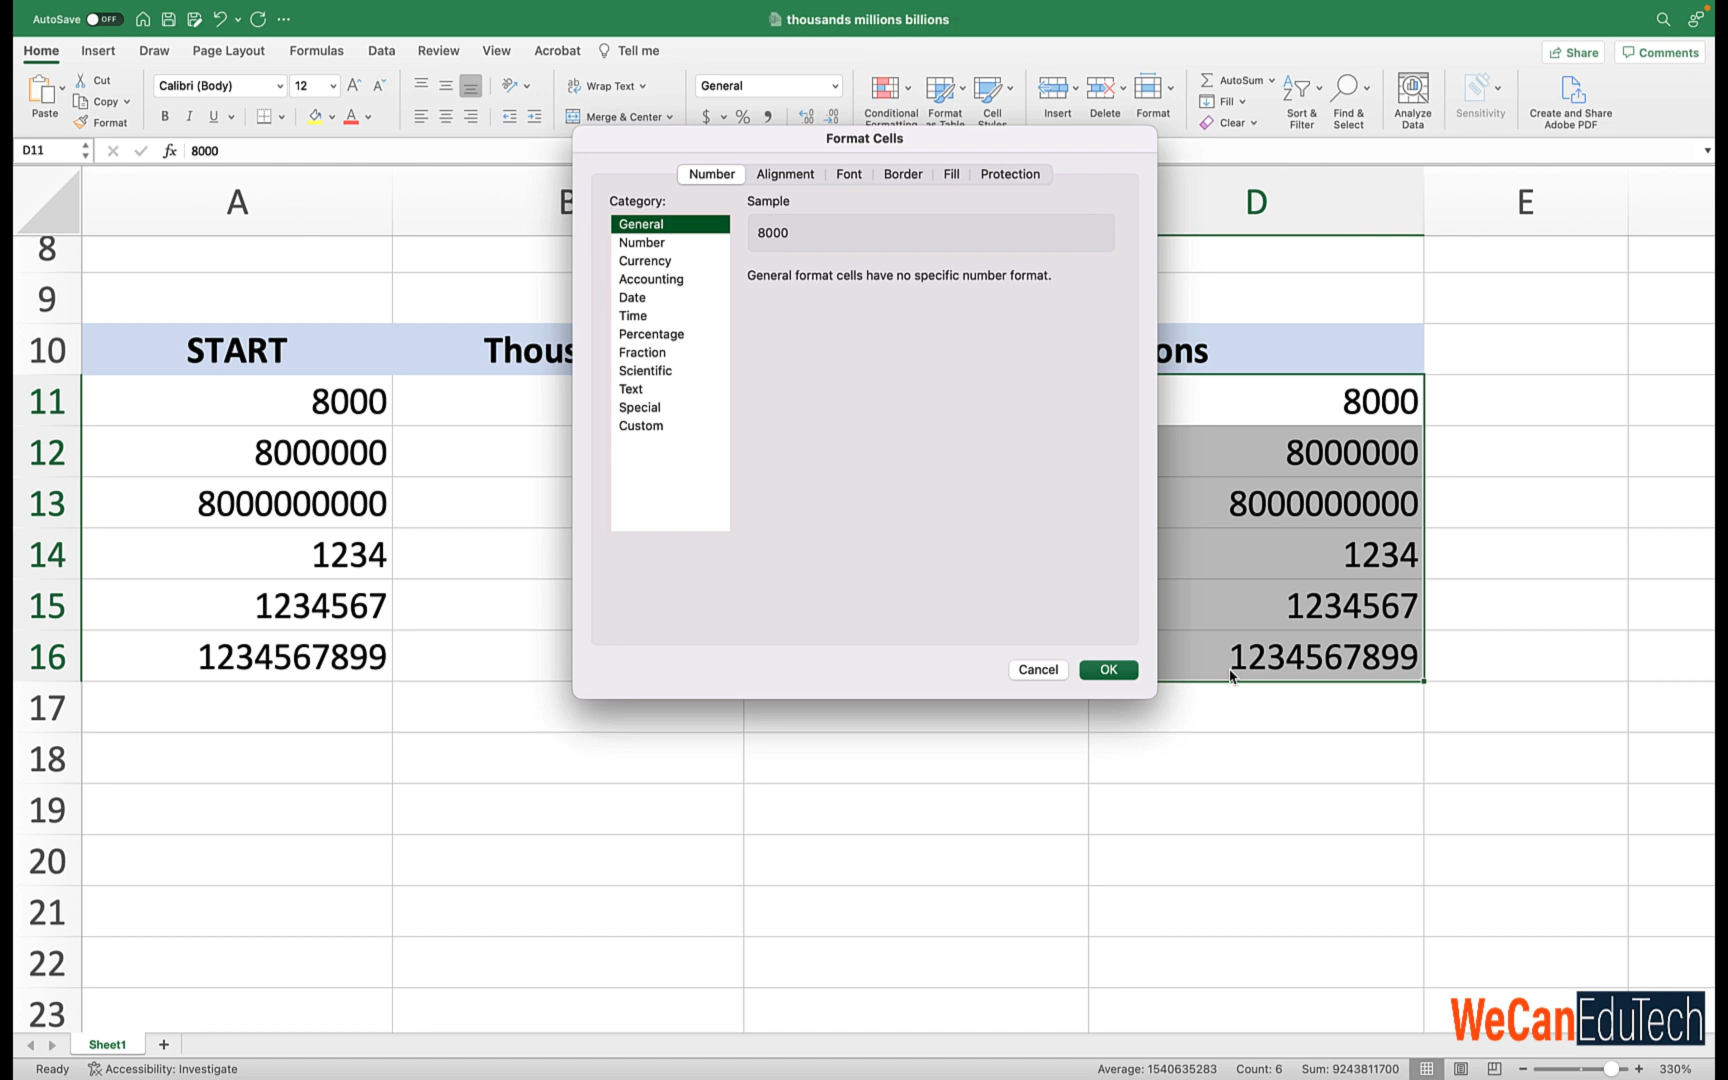 AutoSave OFF thousands millions billions
Home Insert Draw Page Layout Formulas Data Review View Acrobat Tell me Share Comments
Paste
Cut
Copy
Format
Calibri (Body) 12
B I U
Wrap Text
Merge & Center
General
$ %
Conditional Formatting
Format as Table
Cell Styles
Insert Delete Format
AutoSum
Fill
Clear
Sort & Filter
Find & Select
Analyze Data
Sensitivity
Create and Share Adobe PDF
D11 fx 8000
Format Cells
Number Alignment Font Border Fill Protection
Category:
General
Number
Currency
Accounting
Date
Time
Percentage
Fraction
Scientific
Text
Special
Custom
Sample
8000
General format cells have no specific number format.
Cancel OK
A B D E
8
9
10 START Thous ons
11 8000 8000
12 8000000 8000000
13 8000000000 8000000000
14 1234 1234
15 1234567 1234567
16 1234567899 1234567899
17
18
19
20
21
22
23
WeCanEduTech
Sheet1 +
Ready Accessibility: Investigate Average: 1540635283 Count: 6 Sum: 9243811700 330%